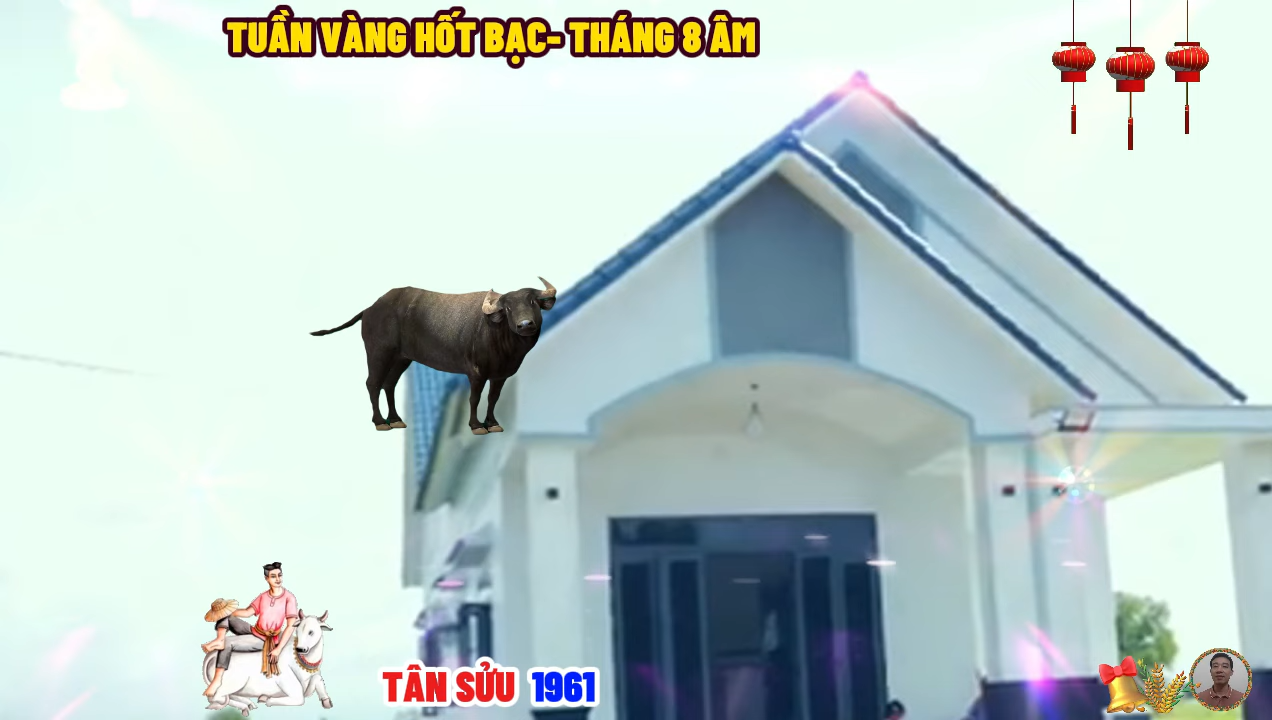 TUẦN VÀNG HỐT BẠC- THÁNG 8 ÂM
TÂN SỬU 1961